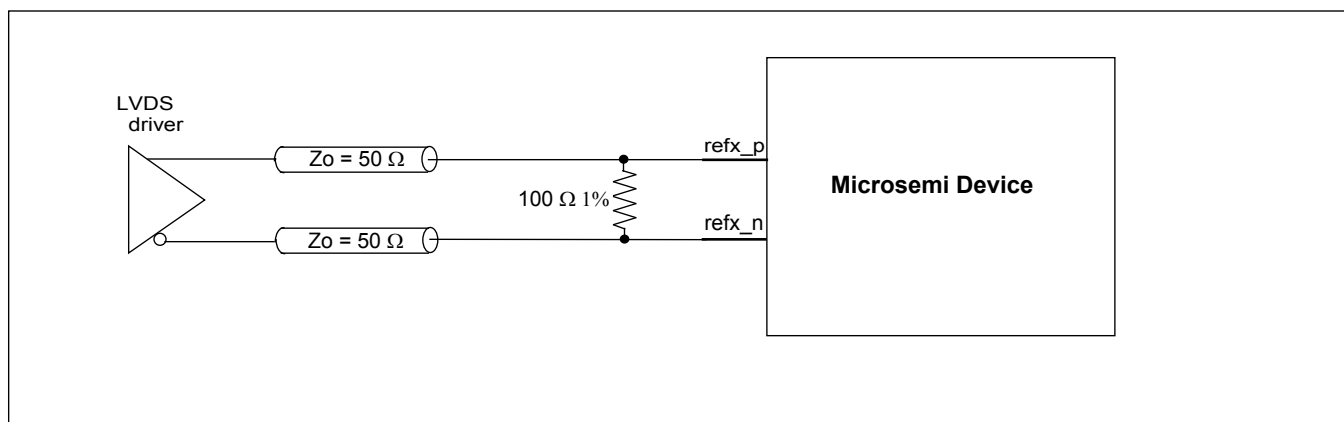 LVDS
driver
Zo = 50 Ω
refx_p
100 Ω 1%
Microsemi Device
Zo = 50 Ω
refx_n